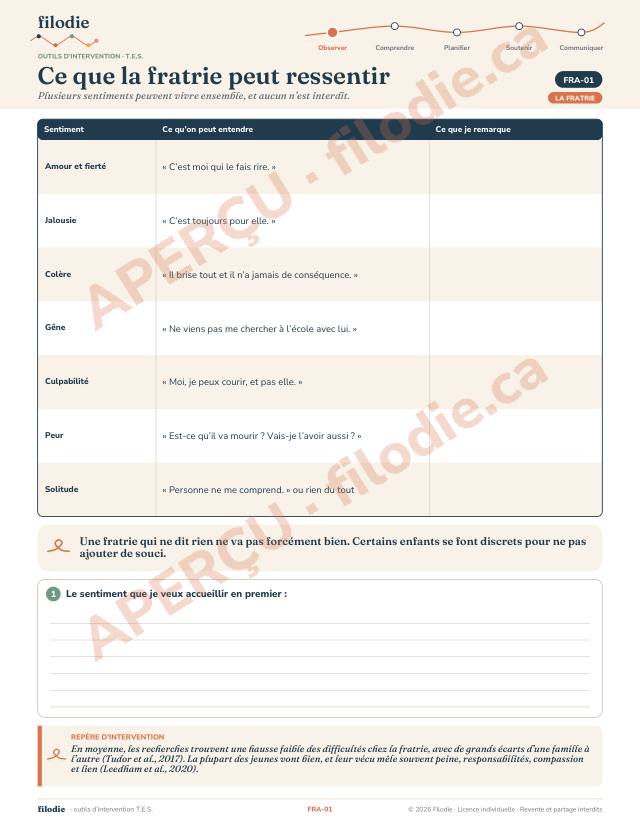 filodie
Observer Comprendre Planifier Soutenir Communiquer
OUTILS D'INTERVENTION · T.E.S.
Ce que la fratrie peut ressentir
FRA-01
Plusieurs sentiments peuvent vivre ensemble, et aucun n'est interdit.
LA FRATRIE
Sentiment Ce qu'on peut entendre Ce que je remarque
Amour et fierté « C'est moi qui le fais rire. »
Jalousie « C'est toujours pour elle. »
Colère « Il brise tout et il n'a jamais de conséquence. »
Gêne « Ne viens pas me chercher à l'école avec lui. »
Culpabilité « Moi, je peux courir, et pas elle. »
Peur « Est-ce qu'il va mourir ? Vais-je l'avoir aussi ? »
Solitude « Personne ne me comprend. » ou rien du tout
APERÇU · filodie.ca
APERÇU · filodie.ca
Une fratrie qui ne dit rien ne va pas forcément bien. Certains enfants se font discrets pour ne pas
ajouter de souci.
1 Le sentiment que je veux accueillir en premier :
REPÈRE D'INTERVENTION
En moyenne, les recherches trouvent une hausse faible des difficultés chez la fratrie, avec de grands écarts d'une famille à
l'autre (Tudor et al., 2017). La plupart des jeunes vont bien, et leur vécu mêle souvent peine, responsabilités, compassion
et lien (Leedham et al., 2020).
filodie · outils d'intervention T.E.S. FRA-01 © 2026 Filodie · Licence individuelle · Revente et partage interdits